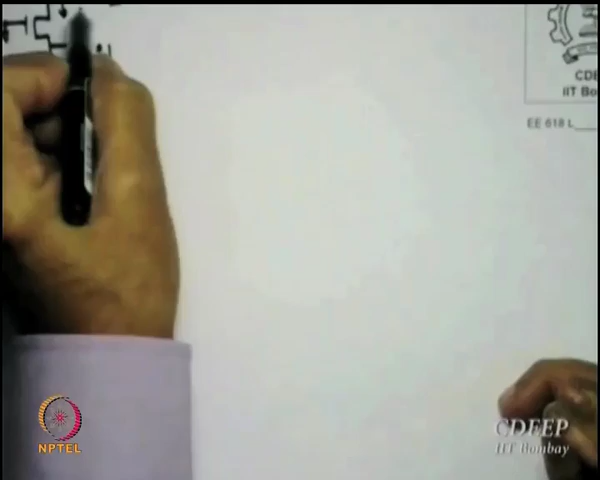 CDE
IIT Bo
EE 618 L
NPTEL
CDEEP
IIT Bombay